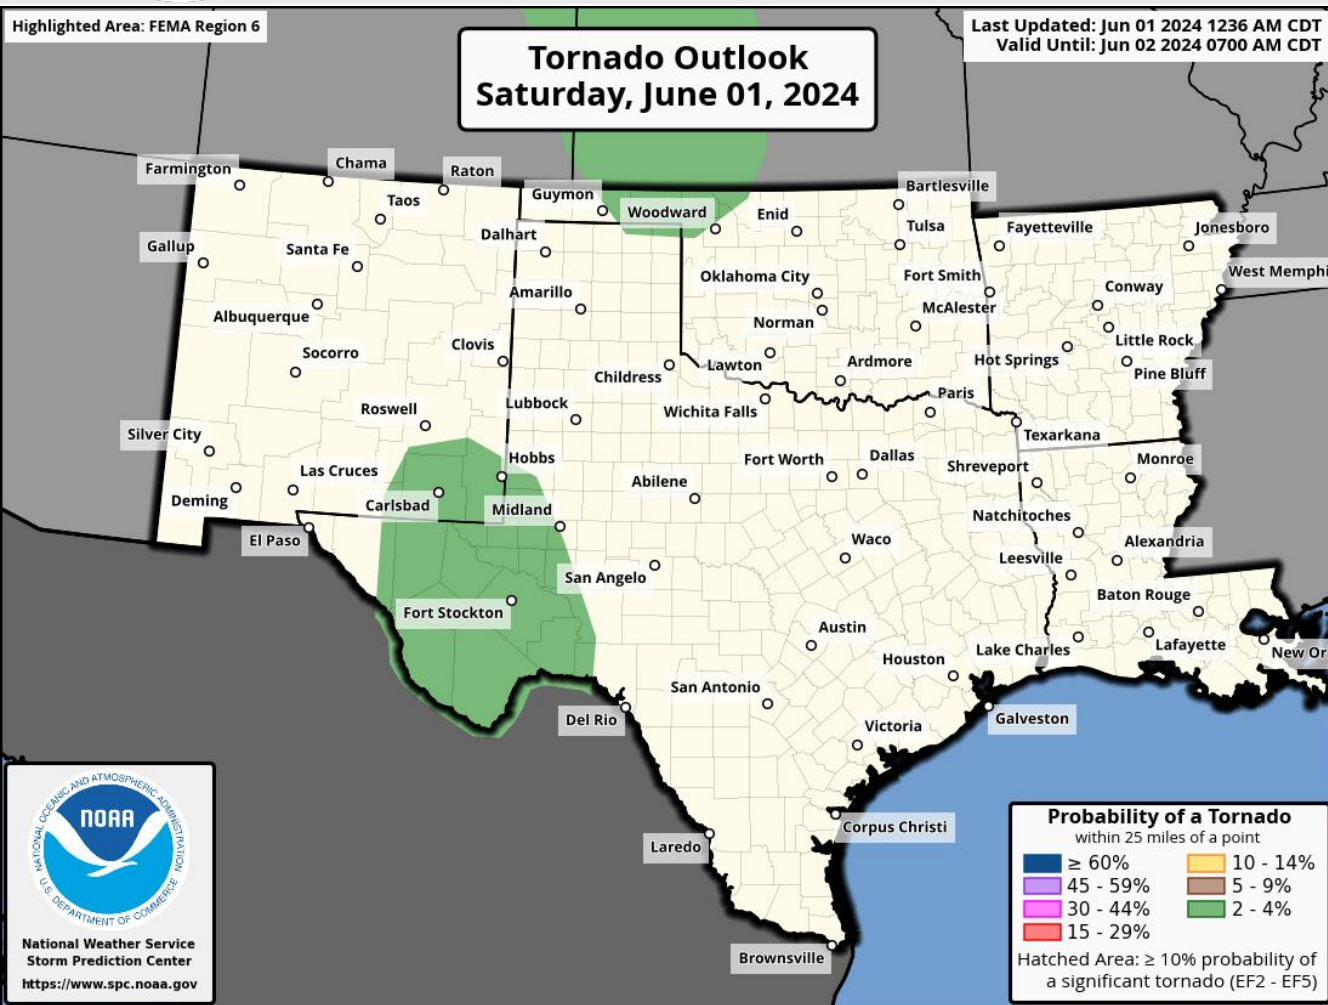 Highlighted Area: FEMA Region 6
Tornado Outlook
Saturday, June 01, 2024
Last Updated: Jun 01 2024 1236 AM CDT
Valid Until: Jun 02 2024 0700 AM CDT
Farmington
Chama
Raton
Taos
Guymon
Woodward
Enid
Bartlesville
Gallup
Santa Fe
Dalhart
Tulsa
Fayetteville
Jonesboro
Albuquerque
Amarillo
Oklahoma City
Fort Smith
Conway
West Memphi
Norman
McAlester
Little Rock
Socorro
Clovis
Childress
Lawton
Ardmore
Hot Springs
Pine Bluff
Roswell
Lubbock
Wichita Falls
Paris
Texarkana
Silver City
Las Cruces
Hobbs
Abilene
Fort Worth
Dallas
Shreveport
Monroe
Deming
Carlsbad
Midland
Natchitoches
El Paso
San Angelo
Waco
Leesville
Alexandria
Fort Stockton
Austin
Baton Rouge
Houston
Lake Charles
Lafayette
New Or
Del Rio
San Antonio
Victoria
Galveston
Laredo
Corpus Christi
Brownsville
NATIONAL OCEANIC AND ATMOSPHERIC ADMINISTRATION
NOAA
U.S. DEPARTMENT OF COMMERCE
National Weather Service
Storm Prediction Center
https://www.spc.noaa.gov
Probability of a Tornado
within 25 miles of a point
≥ 60%
45 - 59%
30 - 44%
15 - 29%
10 - 14%
5 - 9%
2 - 4%
Hatched Area: ≥ 10% probability of
a significant tornado (EF2 - EF5)